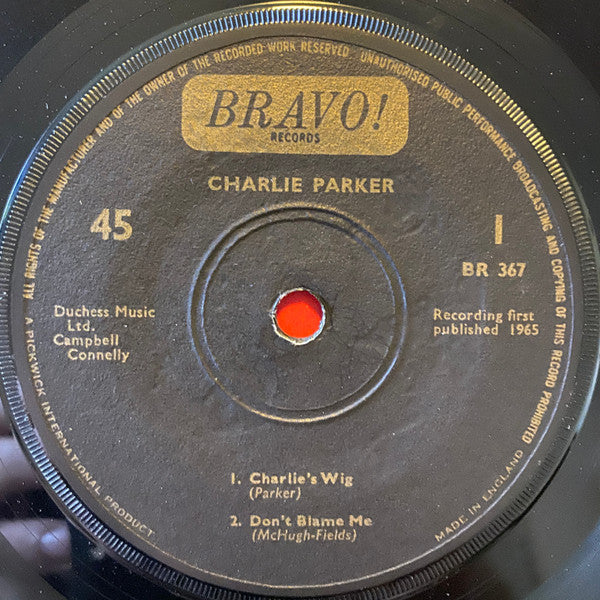 ALL RIGHTS OF THE MANUFACTURER AND OF THE OWNER OF THE RECORDED WORK RESERVED UNAUTHORISED PUBLIC PERFORMANCE BROADCASTING AND COPYING OF THIS RECORD PROHIBITED
BRAVO!
RECORDS
CHARLIE PARKER
45
1
BR 367
Duchess Music
Ltd.
Campbell
Connelly
Recording first
published 1965
1. Charlie's Wig
(Parker)
2. Don't Blame Me
(McHugh-Fields)
A PICKWICK INTERNATIONAL PRODUCT.
MADE IN ENGLAND